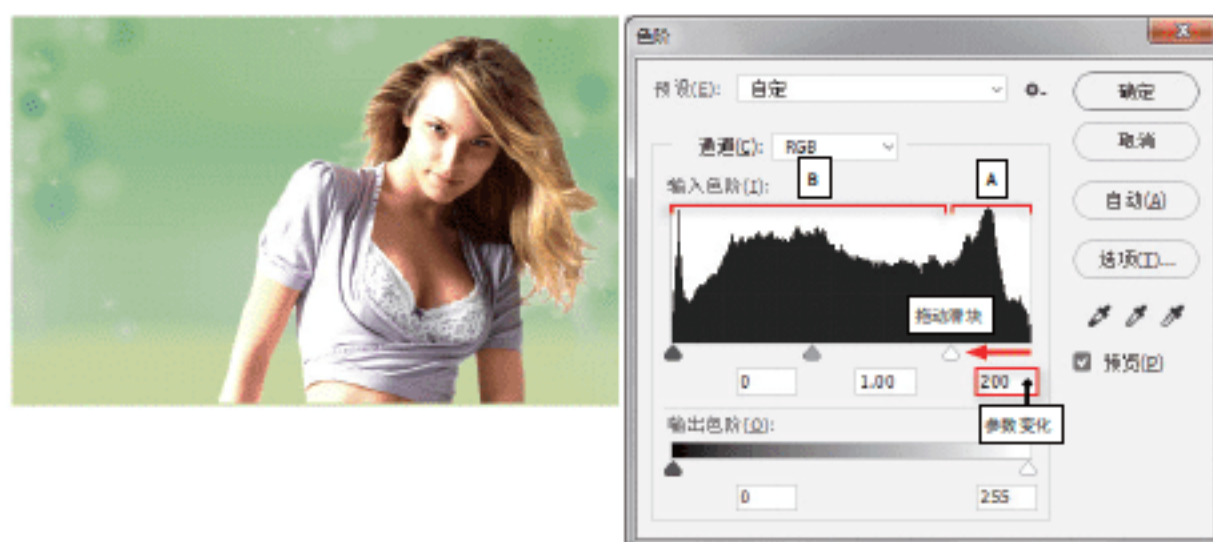 色阶
预设(E): 自定
确定
通道(C): RGB
取消
输入色阶(I):
B
A
自动(A)
选项(T)...
拖动滑块
预览(P)
0 1.00 200
参数变化
输出色阶(O):
0 255